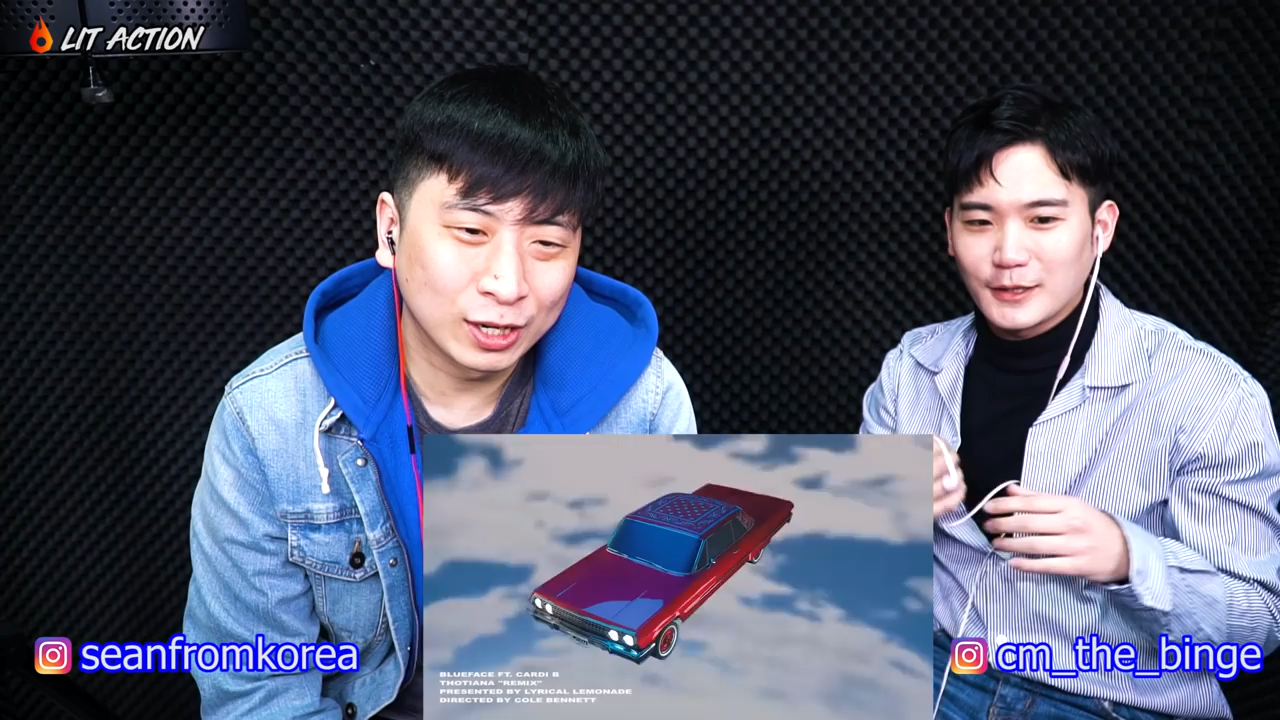 LIT ACTION
seanfromkorea
cm_the_binge
BLUEFACE FT. CARDI B
THOTIANA "REMIX"
PRESENTED BY LYRICAL LEMONADE
DIRECTED BY COLE BENNETT